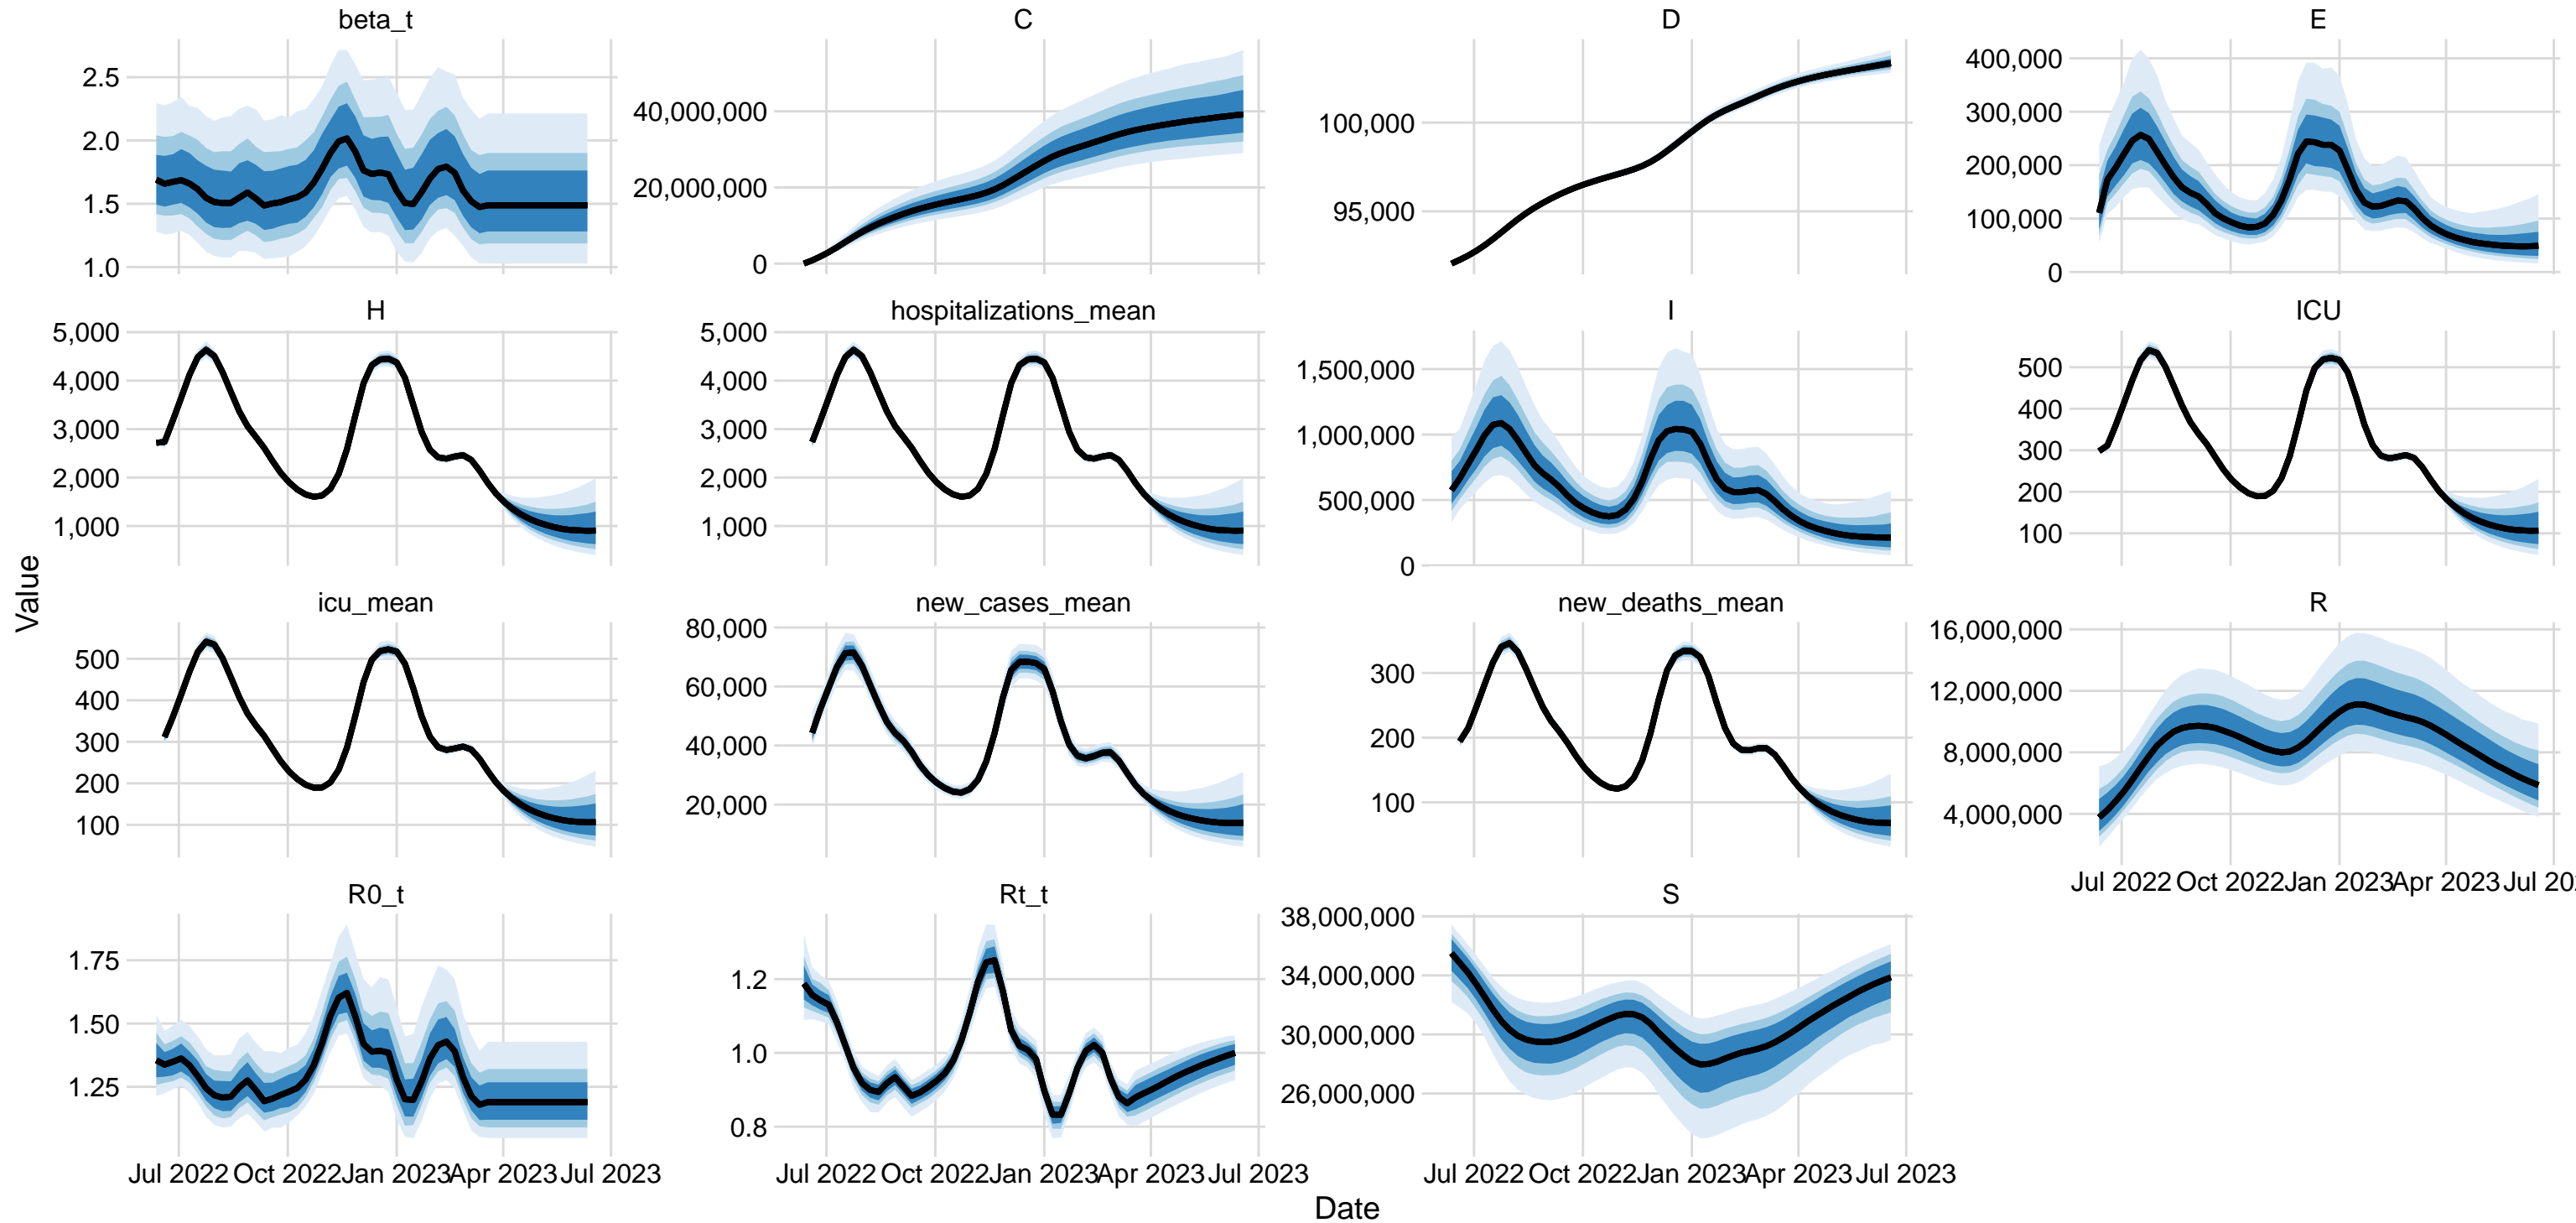 beta_t
C
D
E
2.5
2.0
1.5
1.0
40,000,000
20,000,000
0
100,000
95,000
400,000
300,000
200,000
100,000
0
H
hospitalizations_mean
I
ICU
5,000
4,000
3,000
2,000
1,000
5,000
4,000
3,000
2,000
1,000
1,500,000
1,000,000
500,000
0
500
400
300
200
100
Value
icu_mean
new_cases_mean
new_deaths_mean
R
500
400
300
200
100
80,000
60,000
40,000
20,000
300
200
100
16,000,000
12,000,000
8,000,000
4,000,000
Jul 2022 Oct 2022 Jan 2023 Apr 2023 Jul 20
R0_t
Rt_t
S
1.75
1.50
1.25
1.2
1.0
0.8
38,000,000
34,000,000
30,000,000
26,000,000
Jul 2022 Oct 2022 Jan 2023 Apr 2023 Jul 2023
Jul 2022 Oct 2022 Jan 2023 Apr 2023 Jul 2023
Jul 2022 Oct 2022 Jan 2023 Apr 2023 Jul 2023
Date